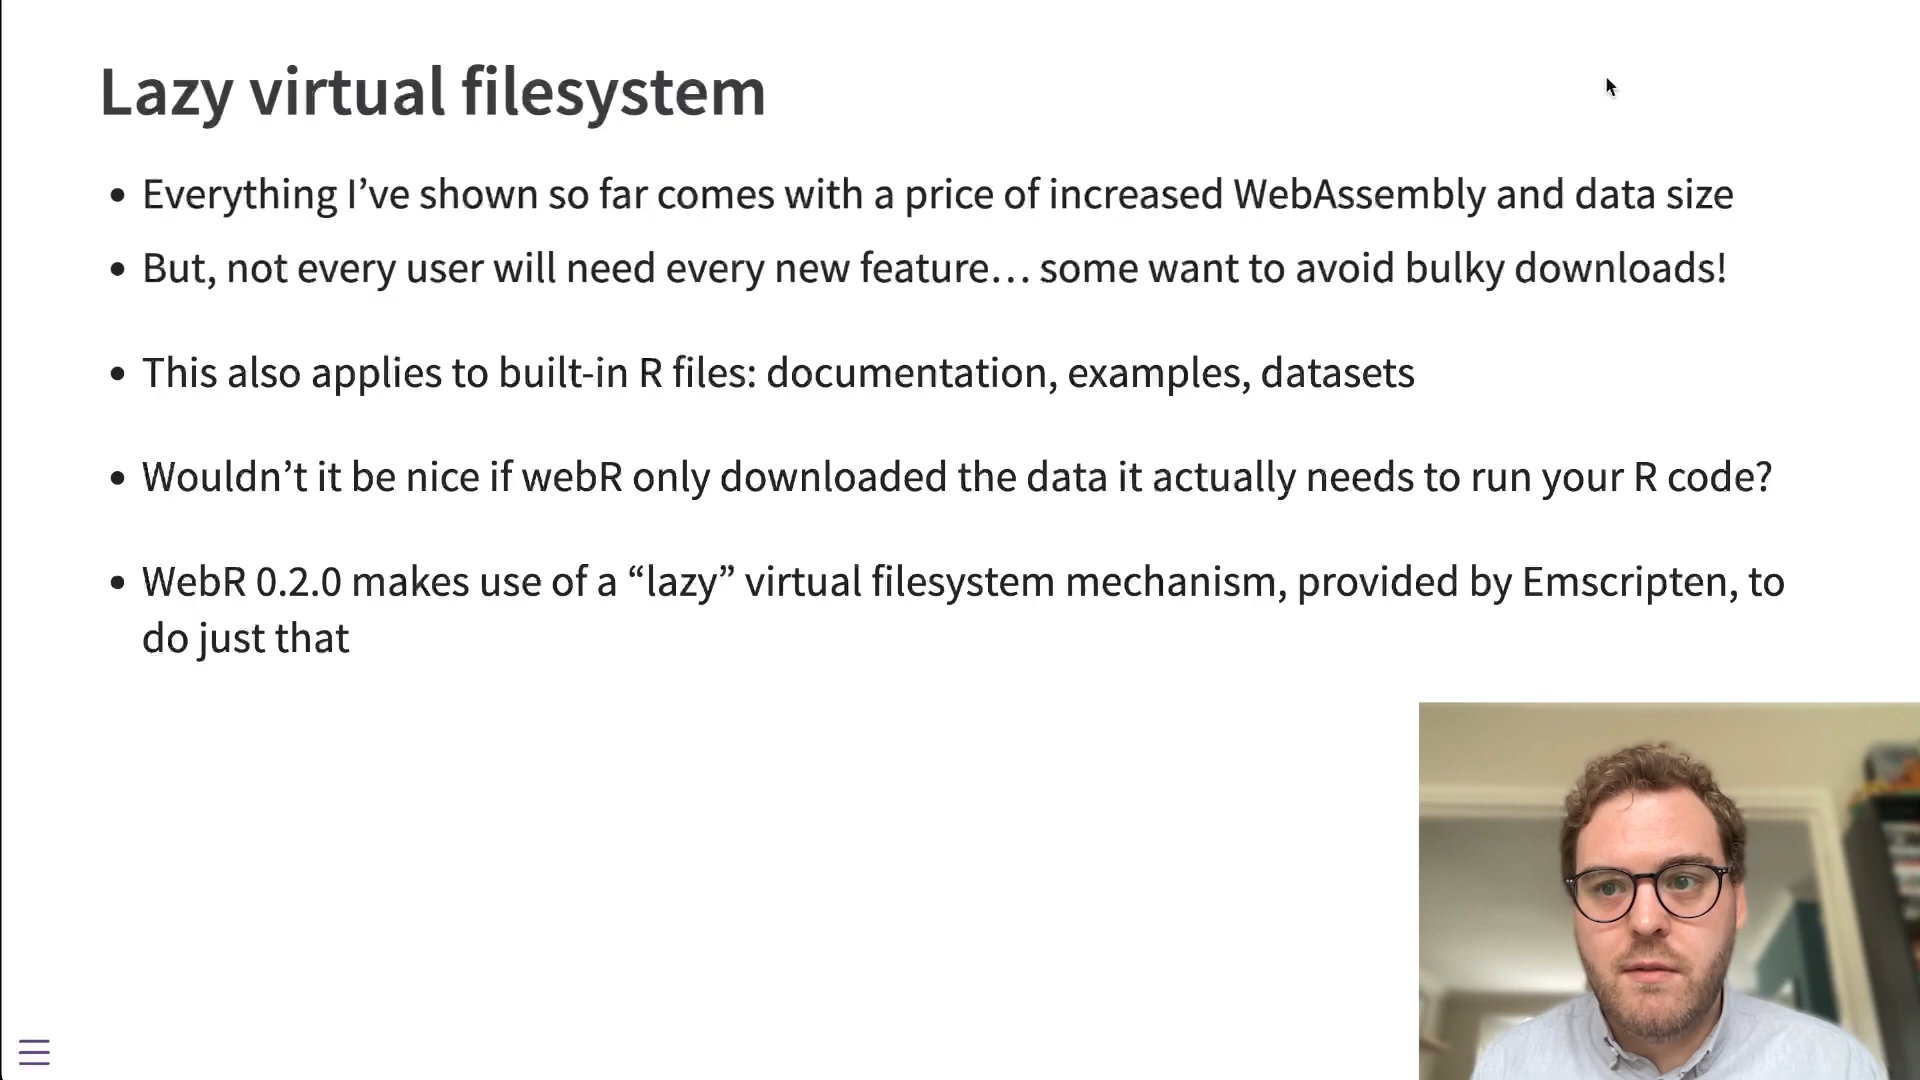 Lazy virtual filesystem
• Everything I’ve shown so far comes with a price of increased WebAssembly and data size
• But, not every user will need every new feature… some want to avoid bulky downloads!
• This also applies to built-in R files: documentation, examples, datasets
• Wouldn’t it be nice if webR only downloaded the data it actually needs to run your R code?
• WebR 0.2.0 makes use of a “lazy” virtual filesystem mechanism, provided by Emscripten, to
do just that